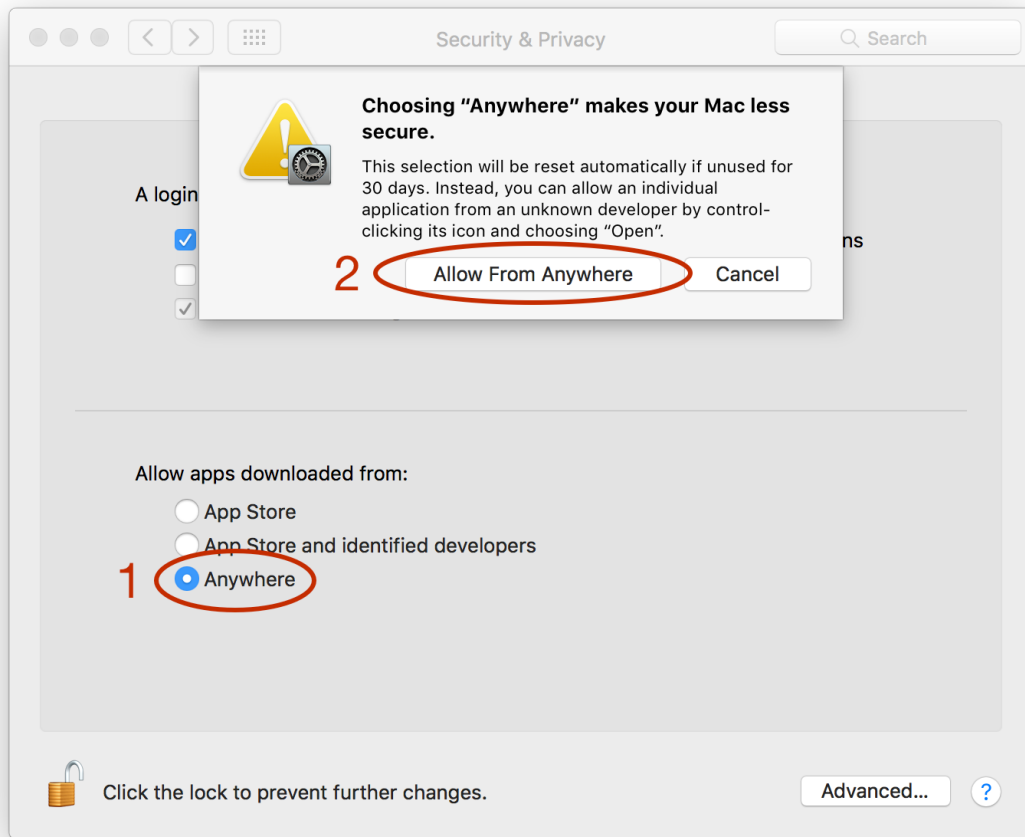 Security & Privacy
Search
Choosing “Anywhere” makes your Mac less
secure.
This selection will be reset automatically if unused for
30 days. Instead, you can allow an individual
application from an unknown developer by control-
clicking its icon and choosing “Open”.
2
Allow From Anywhere
Cancel
A login
ns
Allow apps downloaded from:
App Store
App Store and identified developers
1
Anywhere
Click the lock to prevent further changes.
Advanced...
?